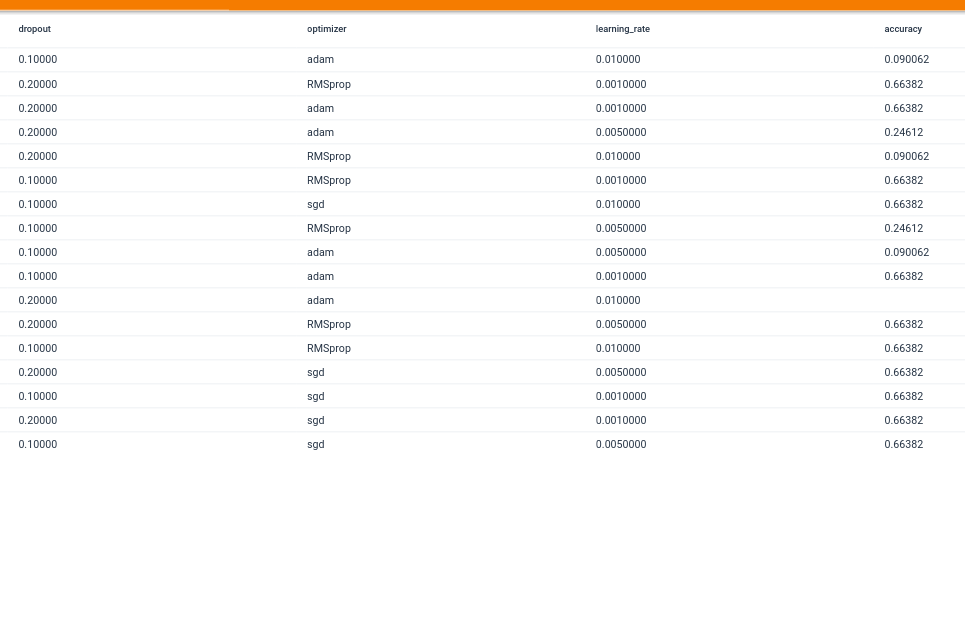 dropout optimizer learning_rate accuracy
0.10000 adam 0.010000 0.090062
0.20000 RMSprop 0.0010000 0.66382
0.20000 adam 0.0010000 0.66382
0.20000 adam 0.0050000 0.24612
0.20000 RMSprop 0.010000 0.090062
0.10000 RMSprop 0.0010000 0.66382
0.10000 sgd 0.010000 0.66382
0.10000 RMSprop 0.0050000 0.24612
0.10000 adam 0.0050000 0.090062
0.10000 adam 0.0010000 0.66382
0.20000 adam 0.010000
0.20000 RMSprop 0.0050000 0.66382
0.10000 RMSprop 0.010000 0.66382
0.20000 sgd 0.0050000 0.66382
0.10000 sgd 0.0010000 0.66382
0.20000 sgd 0.0010000 0.66382
0.10000 sgd 0.0050000 0.66382